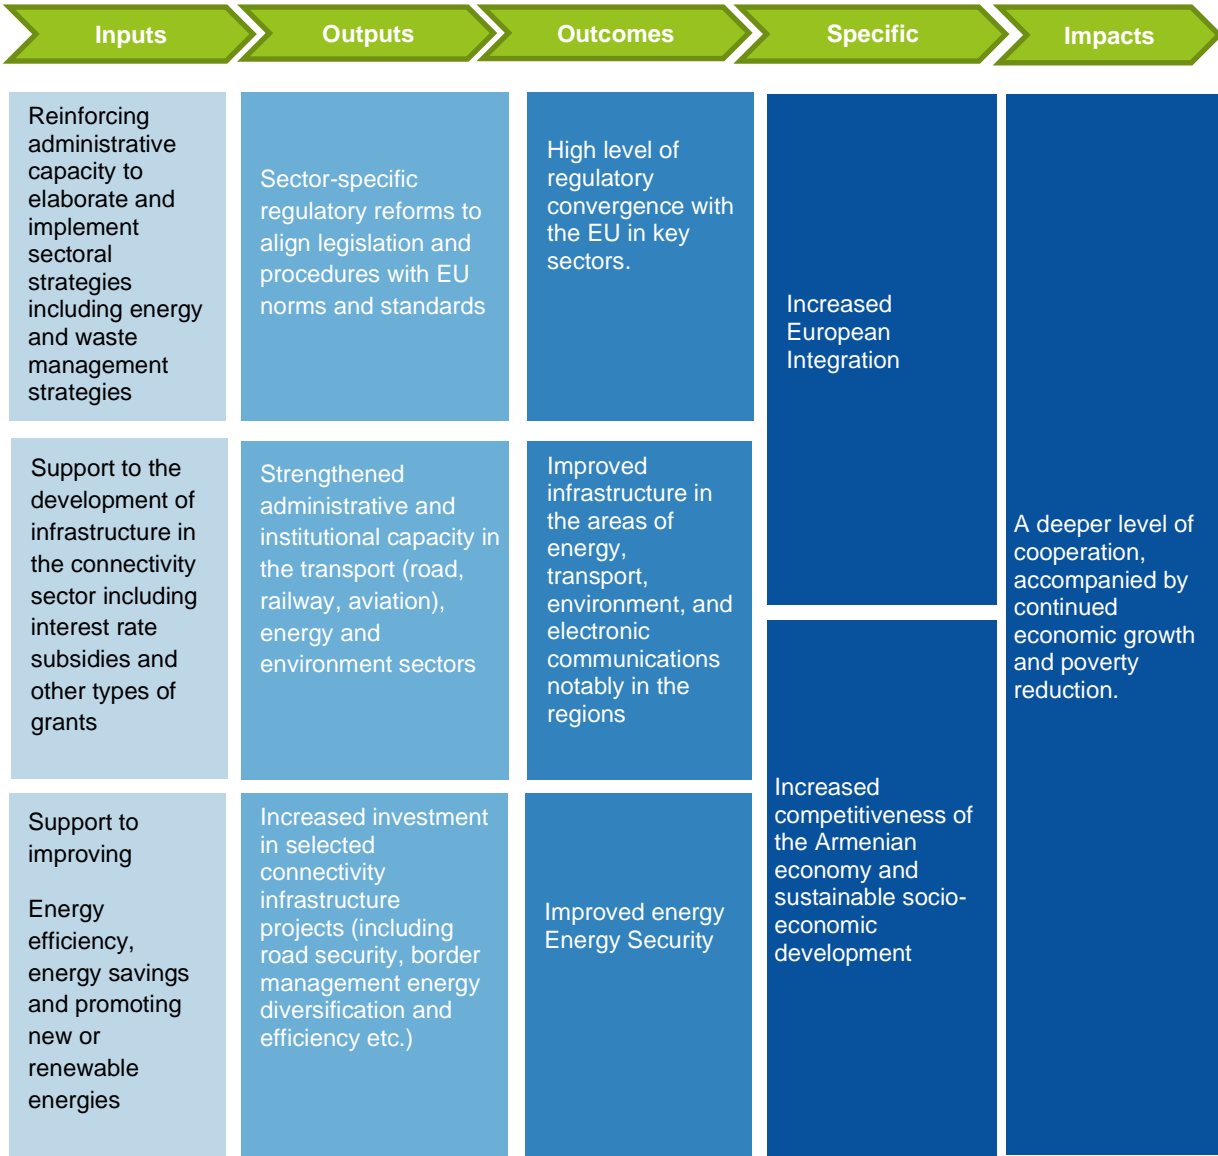 Inputs
Outputs
Outcomes
Specific
Impacts
Reinforcing
administrative
capacity to
elaborate and
implement
sectoral
strategies
including energy
and waste
management
strategies
Sector-specific
regulatory reforms to
align legislation and
procedures with EU
norms and standards
High level of
regulatory
convergence with
the EU in key
sectors.
Increased
European
Integration
Support to the
development of
infrastructure in
the connectivity
sector including
interest rate
subsidies and
other types of
grants
Strengthened
administrative and
institutional capacity in
the transport (road,
railway, aviation),
energy and
environment sectors
Improved
infrastructure in
the areas of
energy,
transport,
environment, and
electronic
communications
notably in the
regions
A deeper level of
cooperation,
accompanied by
continued
economic growth
and poverty
reduction.
Support to
improving
Energy
efficiency,
energy savings
and promoting
new or
renewable
energies
Increased investment
in selected
connectivity
infrastructure
projects (including
road security, border
management energy
diversification and
efficiency etc.)
Improved energy
Energy Security
Increased
competitiveness of
the Armenian
economy and
sustainable socio-
economic
development